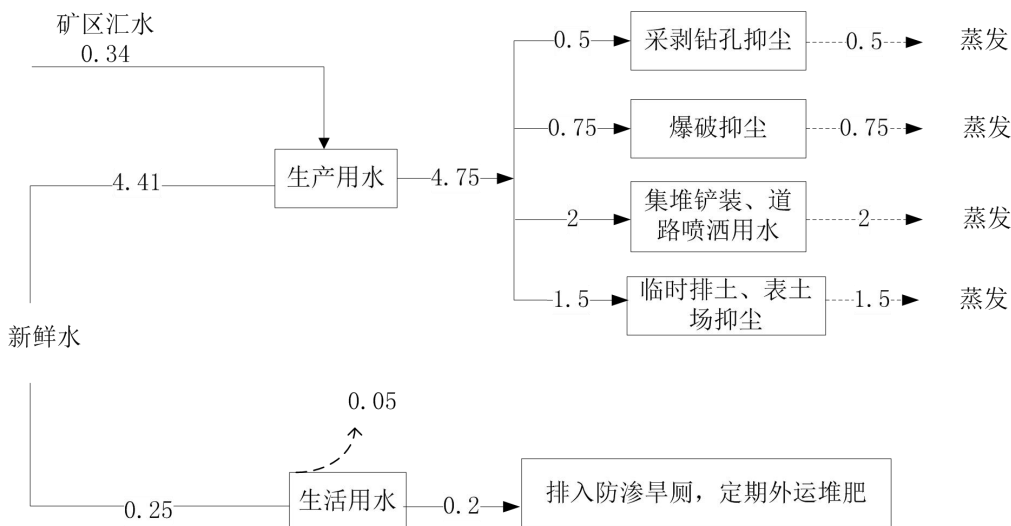 矿区汇水
0.34
0.5
采剥钻孔抑尘
0.5
蒸发
0.75
爆破抑尘
0.75
蒸发
4.41
生产用水
4.75
2
集堆铲装、道
路喷洒用水
2
蒸发
1.5
临时排土、表土
场抑尘
1.5
蒸发
新鲜水
0.05
0.25
生活用水
0.2
排入防渗旱厕，定期外运堆肥